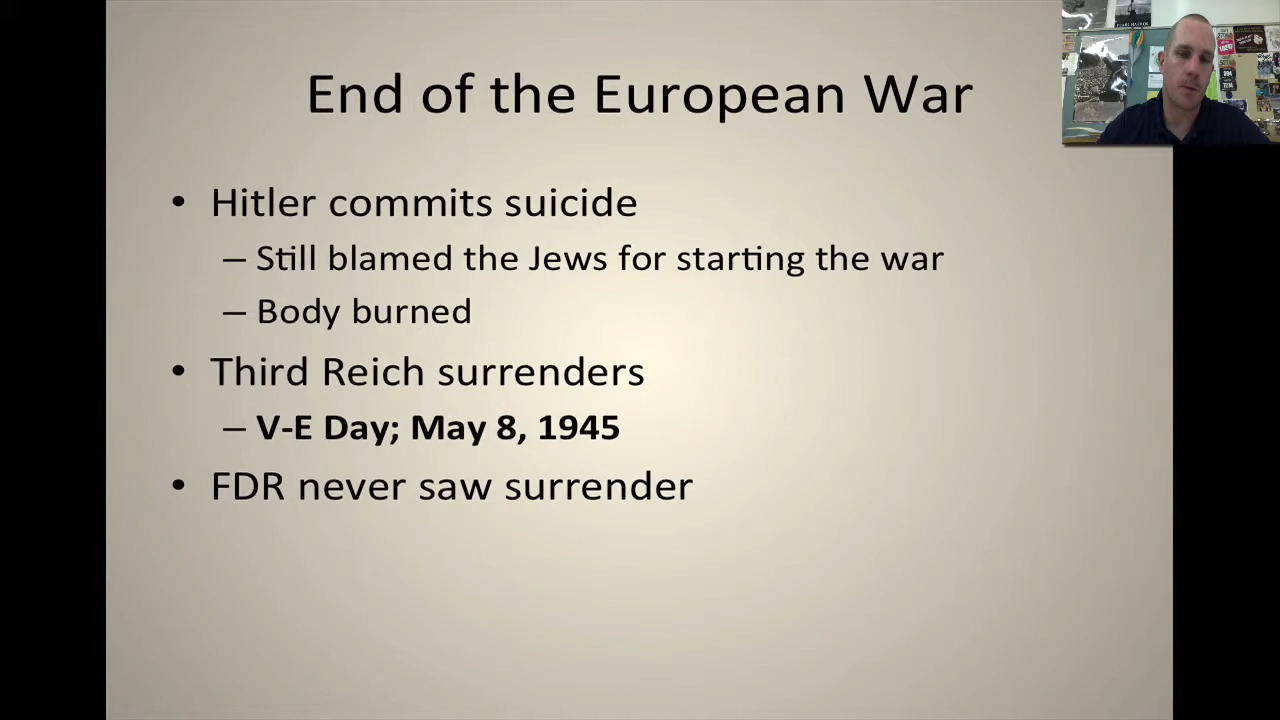 End of the European War
• Hitler commits suicide
– Still blamed the Jews for starting the war
– Body burned
• Third Reich surrenders
– V-E Day; May 8, 1945
• FDR never saw surrender